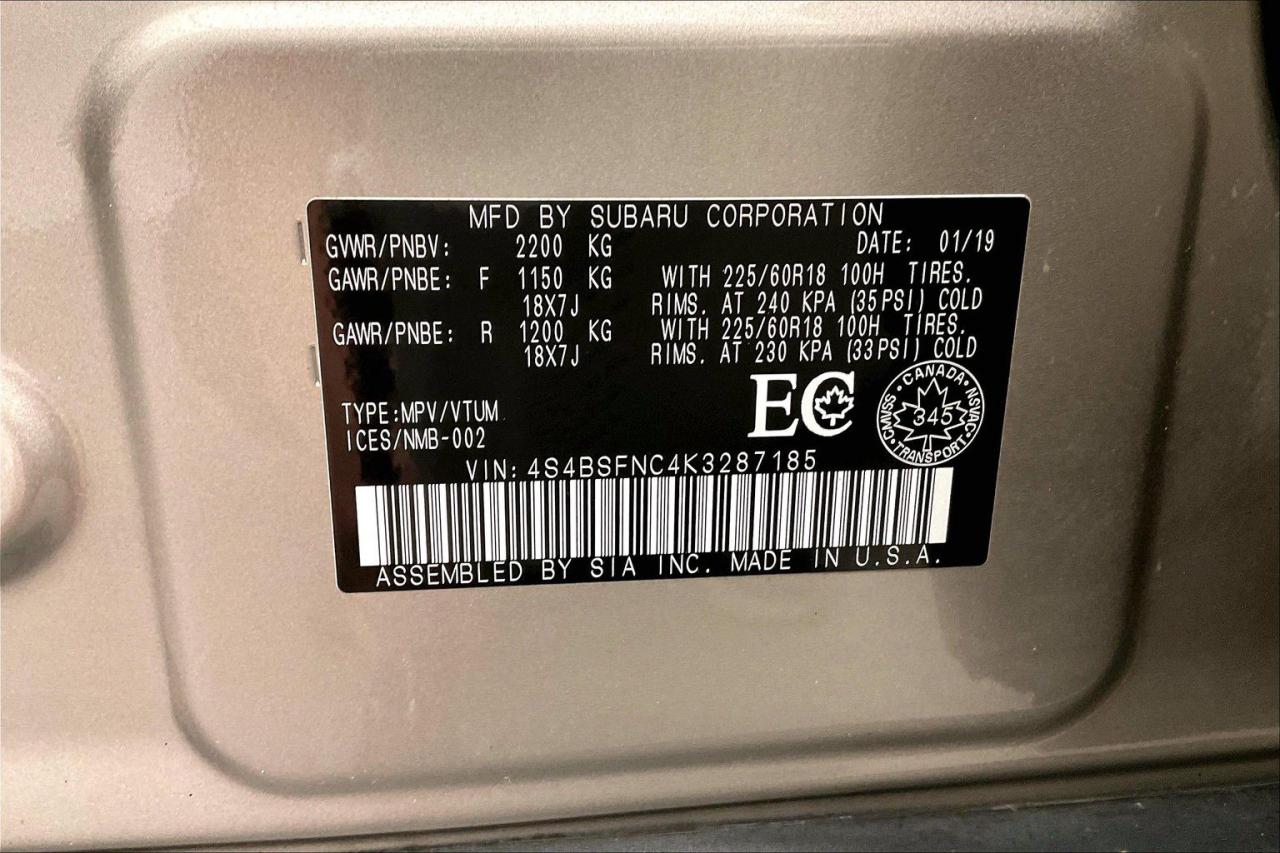 MFD BY SUBARU CORPORATION
GVWR/PNBV: 2200 KG DATE: 01/19
GAWR/PNBE: F 1150 KG WITH 225/60R18 100H TIRES.
18X7J RIMS. AT 240 KPA (35PSI) COLD
GAWR/PNBE: R 1200 KG WITH 225/60R18 100H TIRES.
18X7J RIMS. AT 230 KPA (33PSI) COLD
EC
CANADA · NSVAC · TRANSPORT · CMVSS
345
TYPE:MPV/VTUM
ICES/NMB-002
VIN: 4S4BSFNC4K3287185
ASSEMBLED BY SIA INC. MADE IN U.S.A.